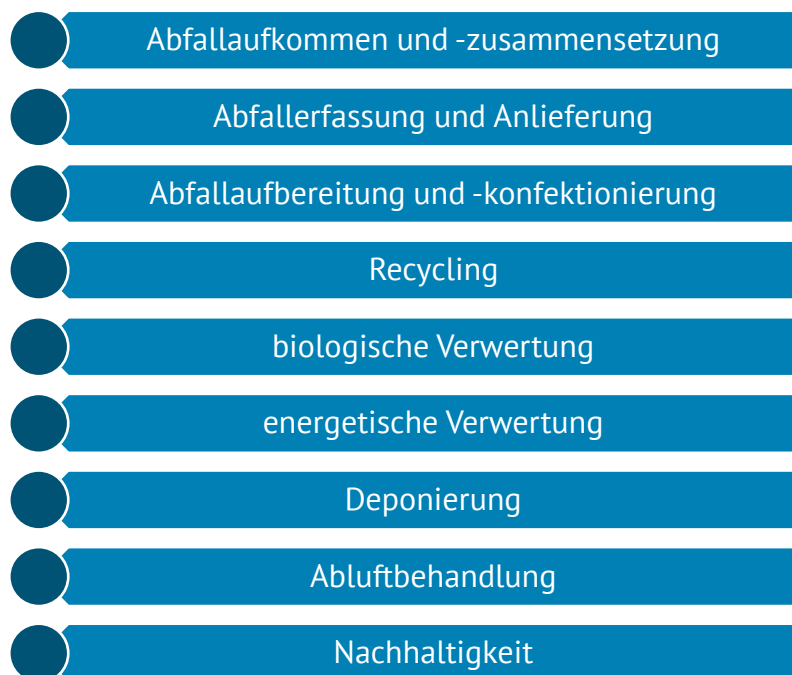 Abfallaufkommen und -zusammensetzung
Abfallerfassung und Anlieferung
Abfallaufbereitung und -konfektionierung
Recycling
biologische Verwertung
energetische Verwertung
Deponierung
Abluftbehandlung
Nachhaltigkeit